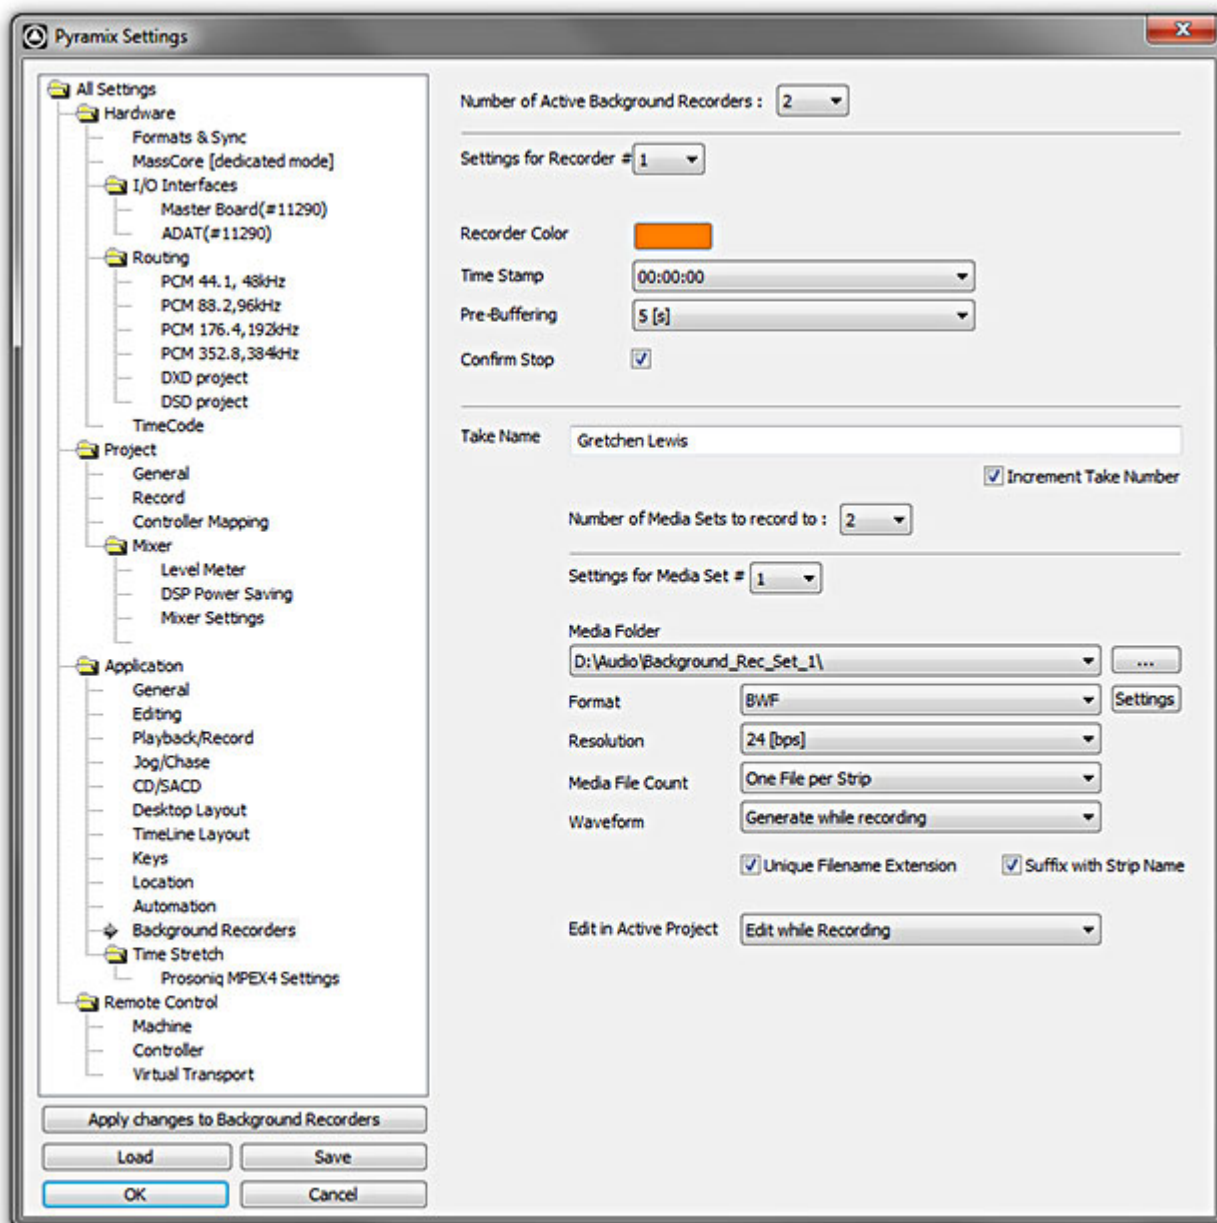 Pyramix Settings
All Settings
Hardware
Formats & Sync
MassCore [dedicated mode]
I/O Interfaces
Master Board(#11290)
ADAT(#11290)
Routing
PCM 44.1, 48kHz
PCM 88.2,96kHz
PCM 176.4,192kHz
PCM 352.8,384kHz
DXD project
DSD project
TimeCode
Project
General
Record
Controller Mapping
Mixer
Level Meter
DSP Power Saving
Mixer Settings
Application
General
Editing
Playback/Record
Jog/Chase
CD/SACD
Desktop Layout
TimeLine Layout
Keys
Location
Automation
Background Recorders
Time Stretch
Prosoniq MPEX4 Settings
Remote Control
Machine
Controller
Virtual Transport
Apply changes to Background Recorders
Load Save
OK Cancel
Number of Active Background Recorders : 2
Settings for Recorder # 1
Recorder Color
Time Stamp 00:00:00
Pre-Buffering 5 [s]
Confirm Stop
Take Name Gretchen Lewis
Increment Take Number
Number of Media Sets to record to : 2
Settings for Media Set # 1
Media Folder
D:\Audio\Background_Rec_Set_1\ ...
Format BWF Settings
Resolution 24 [bps]
Media File Count One File per Strip
Waveform Generate while recording
Unique Filename Extension Suffix with Strip Name
Edit in Active Project Edit while Recording